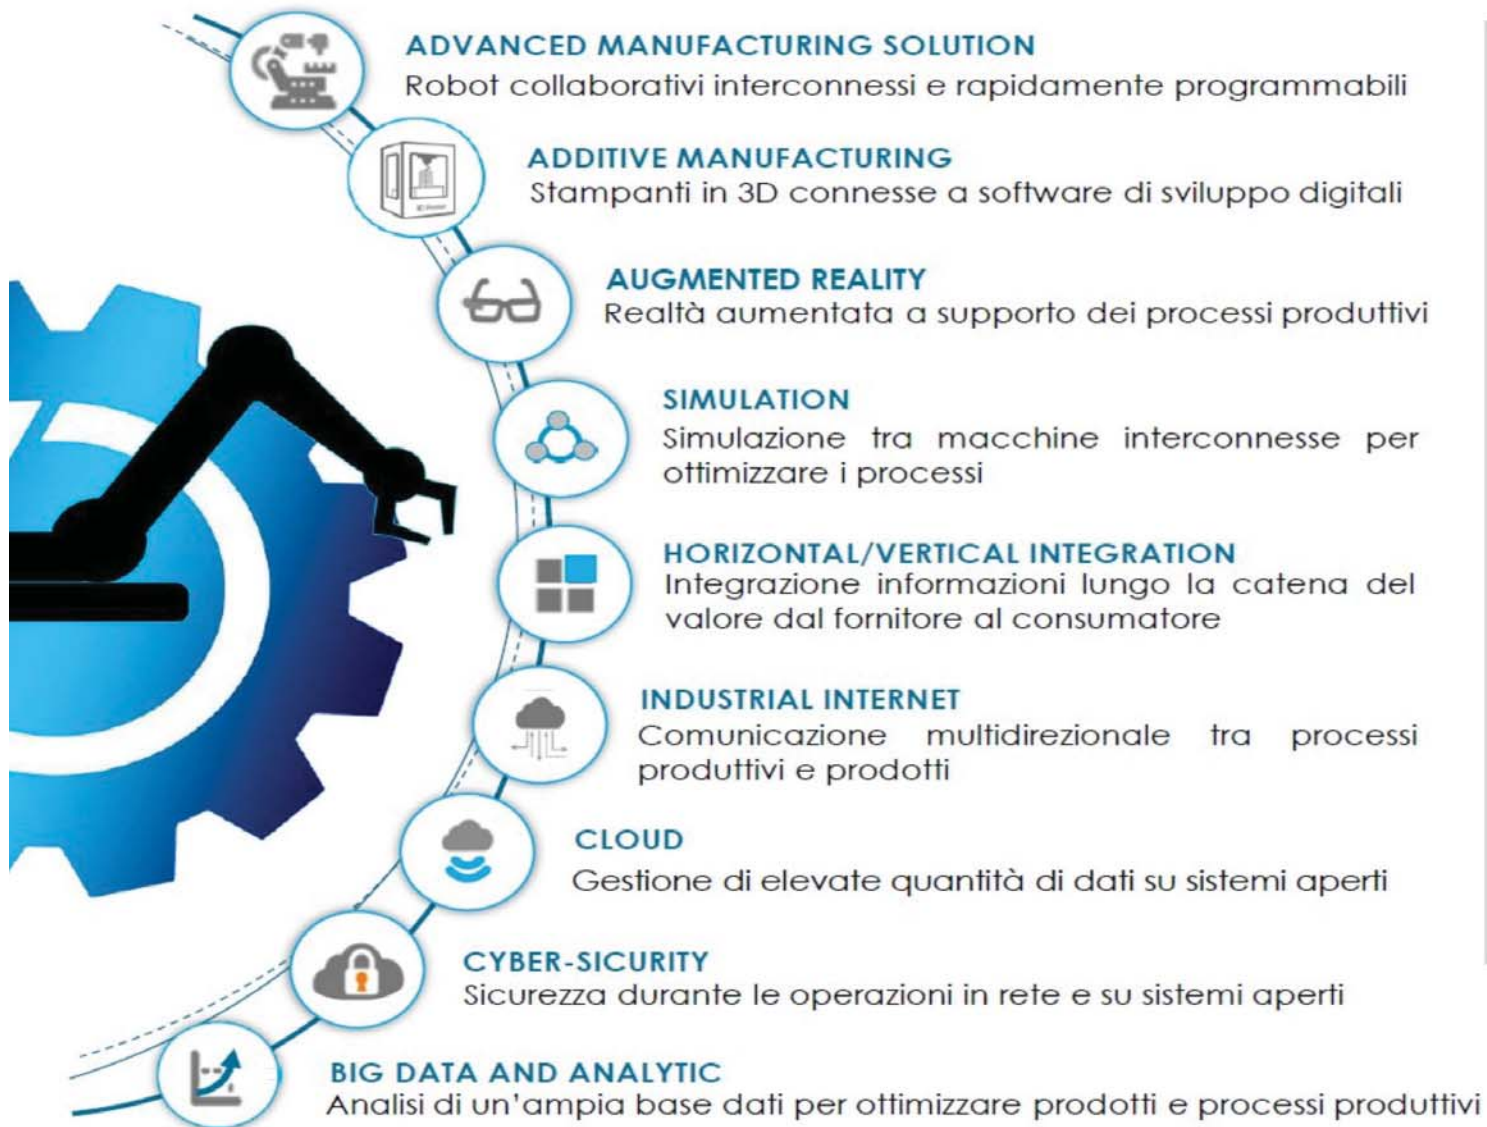 ADVANCED MANUFACTURING SOLUTION
Robot collaborativi interconnessi e rapidamente programmabili
ADDITIVE MANUFACTURING
Stampanti in 3D connesse a software di sviluppo digitali
AUGMENTED REALITY
Realtà aumentata a supporto dei processi produttivi
SIMULATION
Simulazione tra macchine interconnesse per
ottimizzare i processi
HORIZONTAL/VERTICAL INTEGRATION
Integrazione informazioni lungo la catena del
valore dal fornitore al consumatore
INDUSTRIAL INTERNET
Comunicazione multidirezionale tra processi
produttivi e prodotti
CLOUD
Gestione di elevate quantità di dati su sistemi aperti
CYBER-SICURITY
Sicurezza durante le operazioni in rete e su sistemi aperti
BIG DATA AND ANALYTIC
Analisi di un'ampia base dati per ottimizzare prodotti e processi produttivi